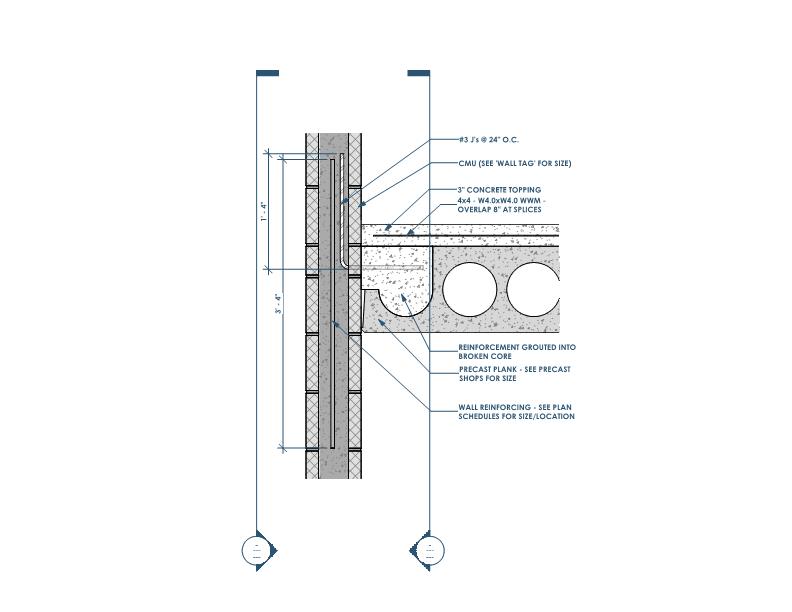 #3 J's @ 24" O.C.
CMU (SEE 'WALL TAG' FOR SIZE)
3" CONCRETE TOPPING
4x4 - W4.0xW4.0 WWM -
OVERLAP 8" AT SPLICES
1' - 4"
3' - 4"
REINFORCEMENT GROUTED INTO
BROKEN CORE
PRECAST PLANK - SEE PRECAST
SHOPS FOR SIZE
WALL REINFORCING - SEE PLAN
SCHEDULES FOR SIZE/LOCATION